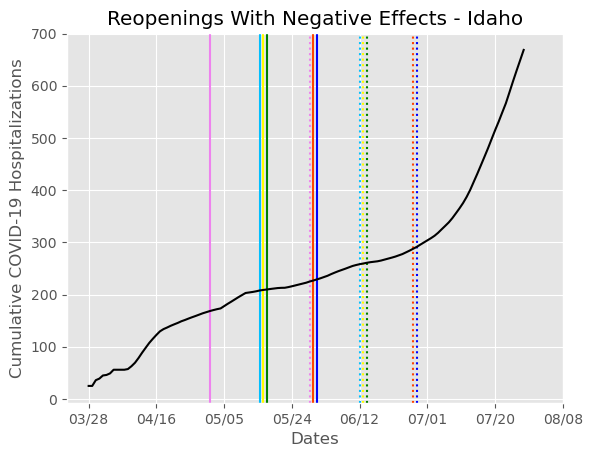 Reopenings With Negative Effects - Idaho
Cumulative COVID-19 Hospitalizations
700
600
500
400
300
200
100
0
03/28 04/16 05/05 05/24 06/12 07/01 07/20 08/08
Dates